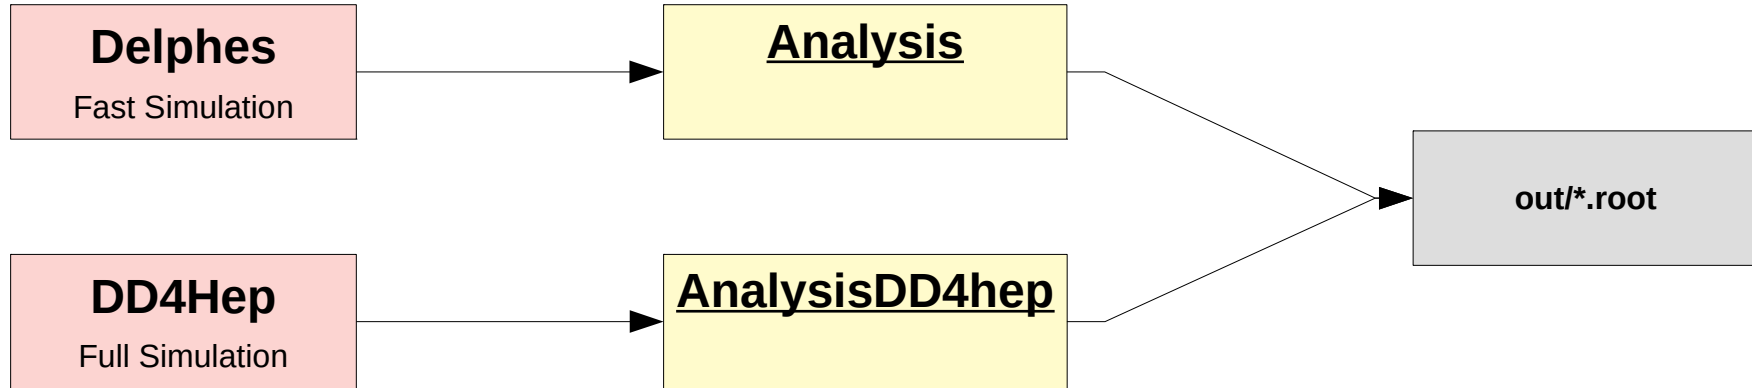 Delphes
Fast Simulation
Analysis
out/*.root
DD4Hep
Full Simulation
AnalysisDD4hep